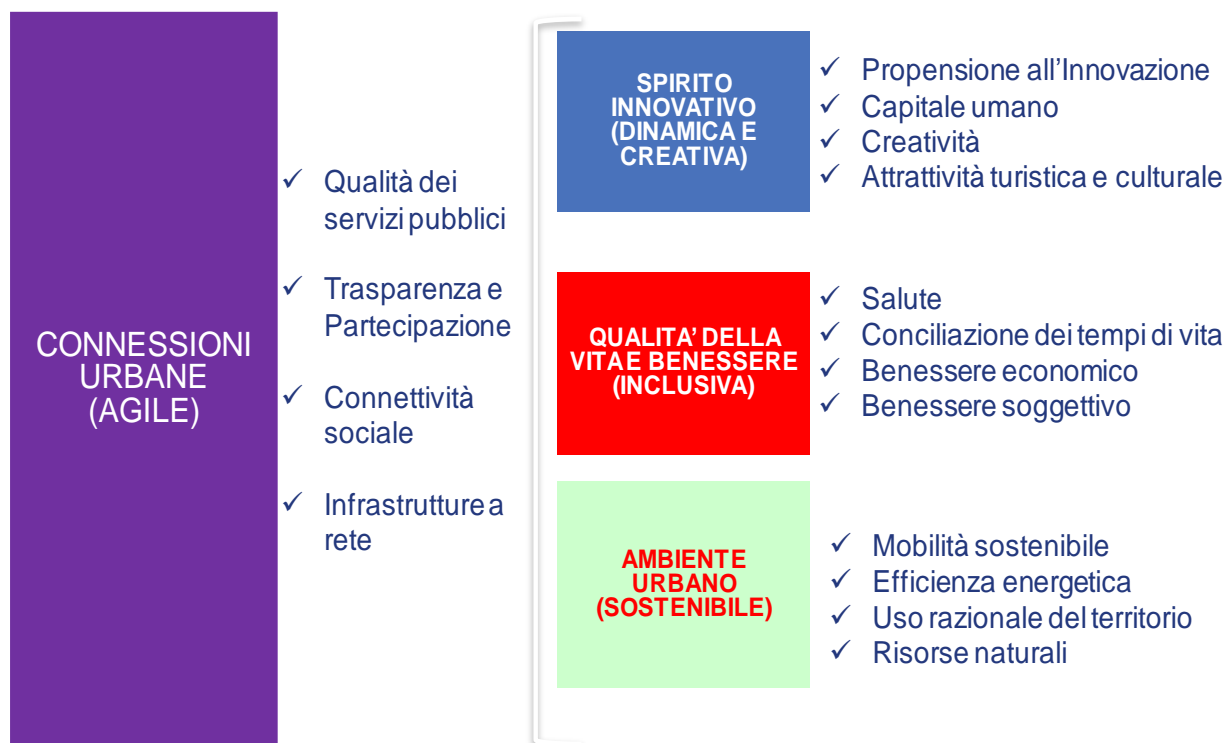 CONNESSIONI
URBANE
(AGILE)
✓ Qualità dei
servizi pubblici
✓ Trasparenza e
Partecipazione
✓ Connettività
sociale
✓ Infrastrutture a
rete
SPIRITO
INNOVATIVO
(DINAMICA E
CREATIVA)
✓ Propensione all’Innovazione
✓ Capitale umano
✓ Creatività
✓ Attrattività turistica e culturale
QUALITA’ DELLA
VITA E BENESSERE
(INCLUSIVA)
✓ Salute
✓ Conciliazione dei tempi di vita
✓ Benessere economico
✓ Benessere soggettivo
AMBIENTE
URBANO
(SOSTENIBILE)
✓ Mobilità sostenibile
✓ Efficienza energetica
✓ Uso razionale del territorio
✓ Risorse naturali